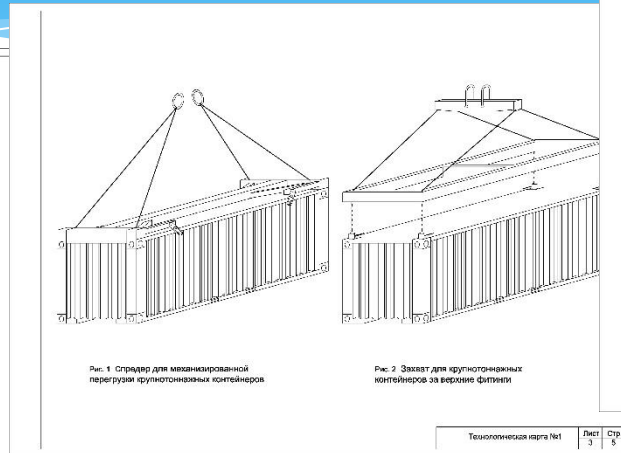 Рис. 1 Спредер для механизированной
перегрузки крупнотоннажных контейнеров
Рис. 2 Захват для крупнотоннажных
контейнеров за верхние фитинги
Технологическая карта №1
Лист
Стр
3
5